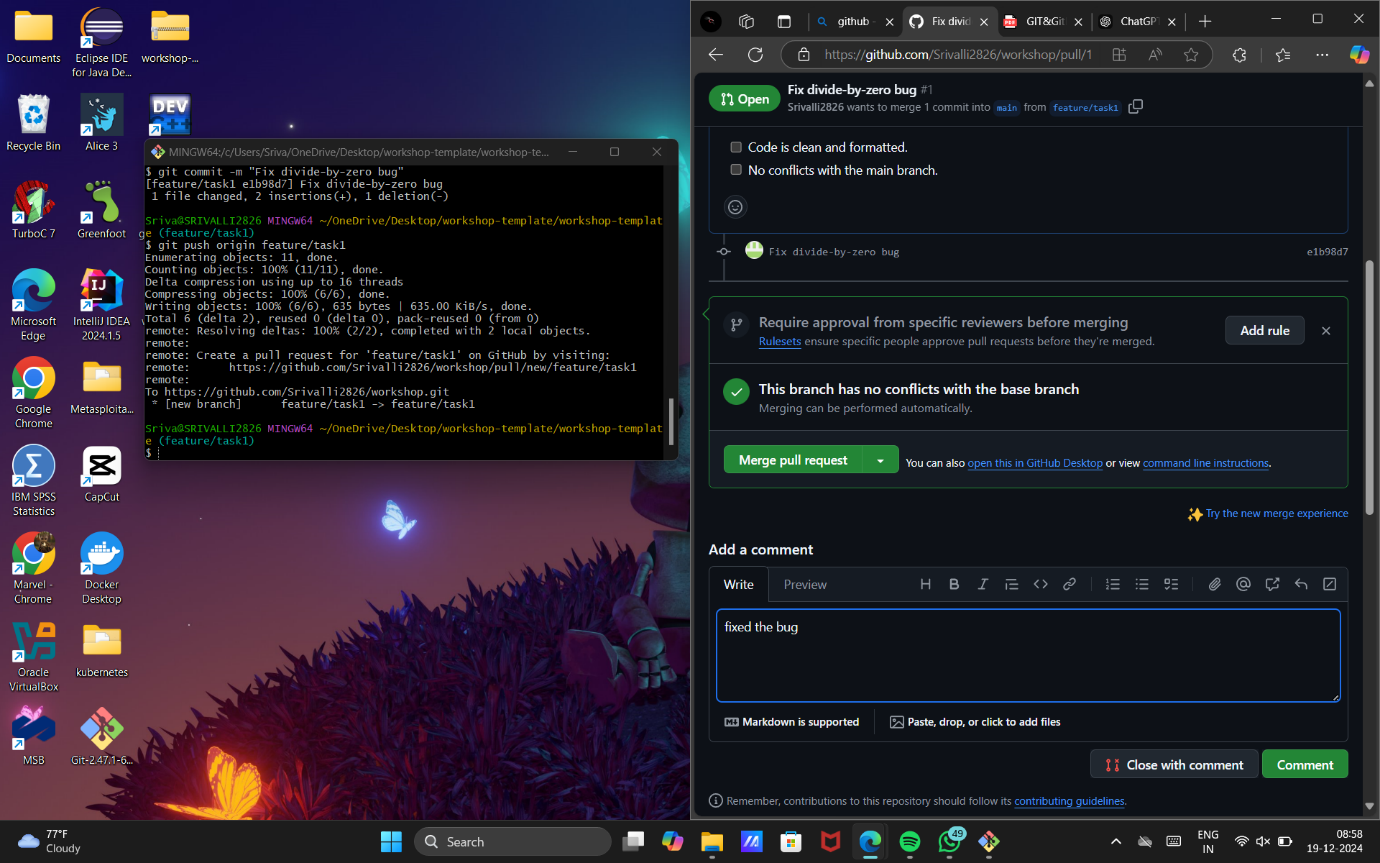 Documents
Eclipse IDE
for Java De...
workshop-...
Recycle Bin
Alice 3
DEV
C++
TurboC 7
Greenfoot
ge
Microsoft
Edge
IntelliJ IDEA
2024.1.5
Google
Chrome
Metasploita...
IBM SPSS
Statistics
CapCut
Marvel -
Chrome
Docker
Desktop
Oracle
VirtualBox
kubernetes
MSB
Git-2.47.1-6...
MINGW64:/c/Users/Sriva/OneDrive/Desktop/workshop-template/workshop-te...
$ git commit -m "Fix divide-by-zero bug"
[feature/task1 e1b98d7] Fix divide-by-zero bug
1 file changed, 2 insertions(+), 1 deletion(-)
Sriva@SRIVALLI2826 MINGW64 ~/OneDrive/Desktop/workshop-template/workshop-templat
e (feature/task1)
$ git push origin feature/task1
Enumerating objects: 11, done.
Counting objects: 100% (11/11), done.
Delta compression using up to 16 threads
Compressing objects: 100% (6/6), done.
Writing objects: 100% (6/6), 635 bytes | 635.00 KiB/s, done.
Total 6 (delta 2), reused 0 (delta 0), pack-reused 0 (from 0)
remote: Resolving deltas: 100% (2/2), completed with 2 local objects.
remote:
remote: Create a pull request for 'feature/task1' on GitHub by visiting:
remote:      https://github.com/Srivalli2826/workshop/pull/new/feature/task1
remote:
To https://github.com/Srivalli2826/workshop.git
* [new branch]      feature/task1 -> feature/task1
Sriva@SRIVALLI2826 MINGW64 ~/OneDrive/Desktop/workshop-template/workshop-templat
e (feature/task1)
$
github -
Fix divid
GIT&Git
ChatGPT
https://github.com/Srivalli2826/workshop/pull/1
Open
Fix divide-by-zero bug #1
Srivalli2826 wants to merge 1 commit into main from feature/task1
Code is clean and formatted.
No conflicts with the main branch.
Fix divide-by-zero bug e1b98d7
Require approval from specific reviewers before merging
Rulesets ensure specific people approve pull requests before they're merged.
Add rule
This branch has no conflicts with the base branch
Merging can be performed automatically.
Merge pull request
You can also open this in GitHub Desktop or view command line instructions.
Try the new merge experience
Add a comment
Write Preview
fixed the bug
Markdown is supported
Paste, drop, or click to add files
Close with comment
Comment
Remember, contributions to this repository should follow its contributing guidelines.
77°F
Cloudy
Search
49
ENG
IN
08:58
19-12-2024